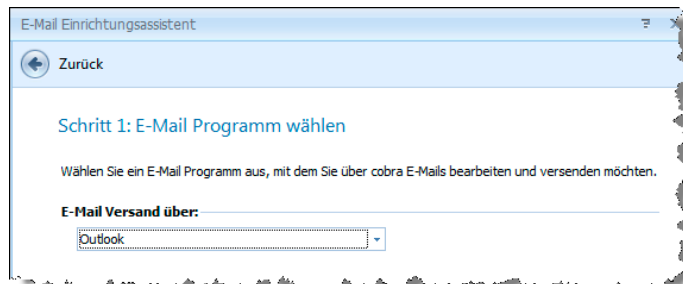 E-Mail Einrichtungsassistent
Zurück
Schritt 1: E-Mail Programm wählen
Wählen Sie ein E-Mail Programm aus, mit dem Sie über cobra E-Mails bearbeiten und versenden möchten.
E-Mail Versand über:
Outlook